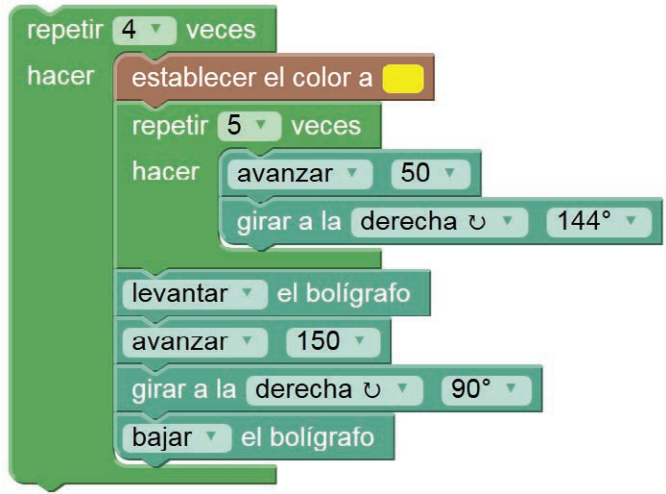 repetir 4 veces
hacer establecer el color a
repetir 5 veces
hacer avanzar 50
girar a la derecha ↻ 144°
levantar el bolígrafo
avanzar 150
girar a la derecha ↻ 90°
bajar el bolígrafo